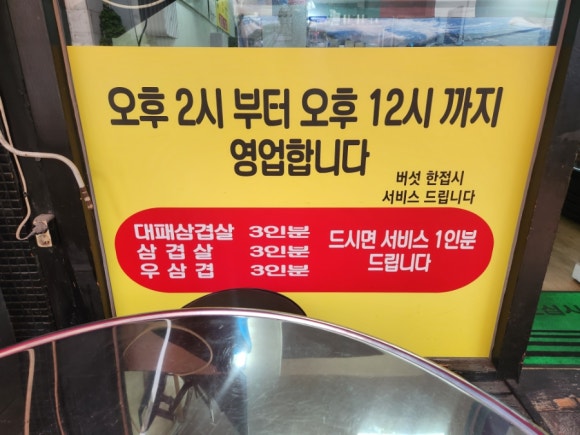 오후 2시 부터 오후 12시 까지
영업합니다
버섯 한접시
서비스 드립니다
대패삼겹살 3인분
삼겹살 3인분
우삼겹 3인분
드시면 서비스 1인분
드립니다